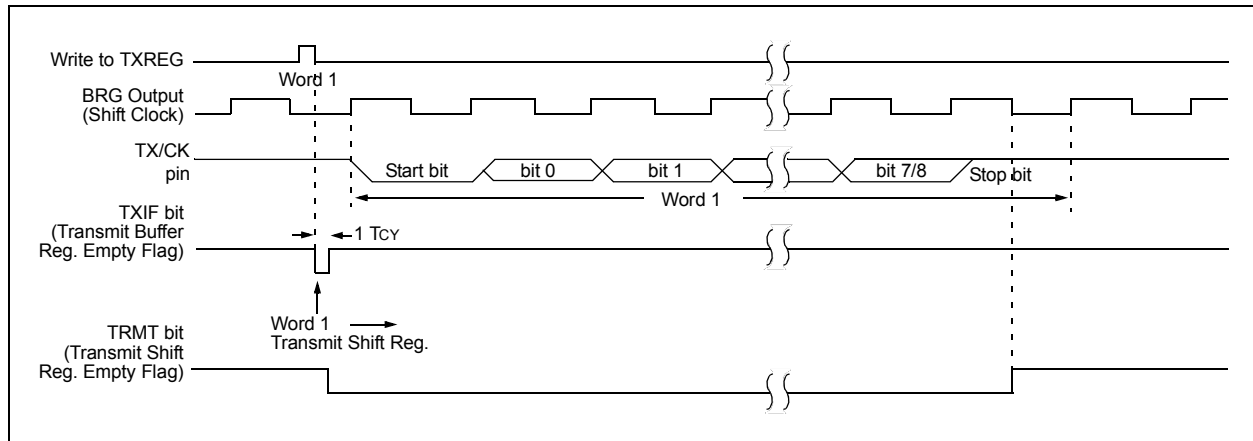 Write to TXREG
Word 1
BRG Output
(Shift Clock)
TX/CK
pin
Start bit
bit 0
bit 1
bit 7/8
Stop bit
Word 1
TXIF bit
(Transmit Buffer
Reg. Empty Flag)
1 TCY
Word 1
Transmit Shift Reg.
TRMT bit
(Transmit Shift
Reg. Empty Flag)